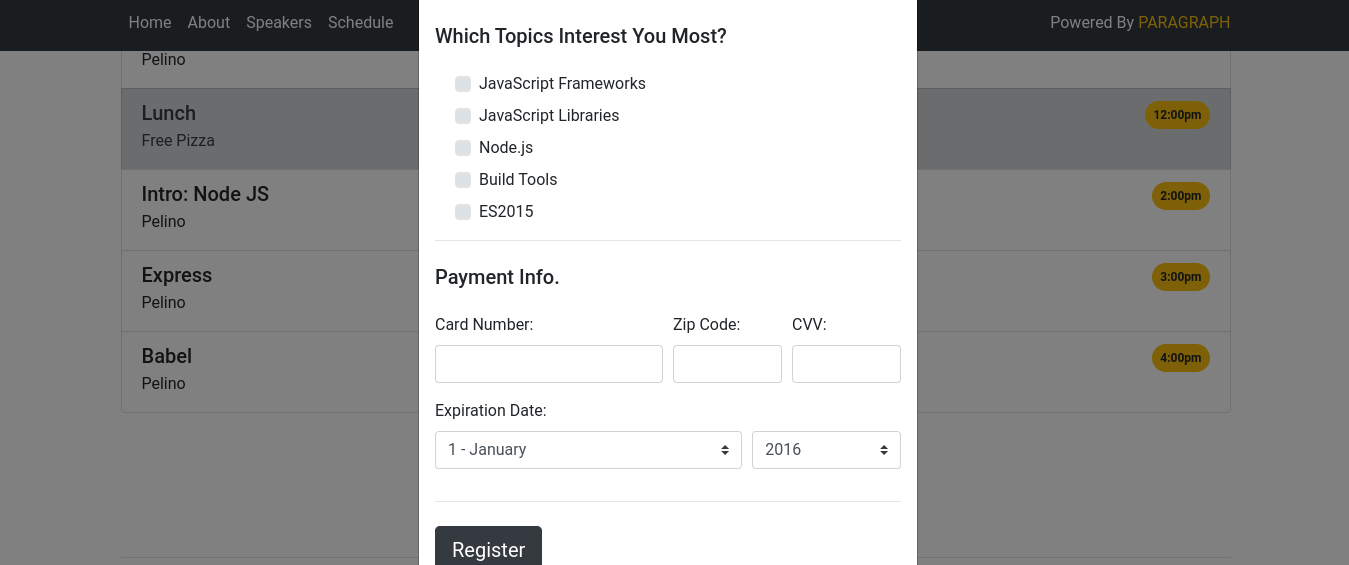 Home About Speakers Schedule
Powered By PARAGRAPH
Pelino
Lunch
Free Pizza
12:00pm
Intro: Node JS
Pelino
2:00pm
Express
Pelino
3:00pm
Babel
Pelino
4:00pm
Which Topics Interest You Most?
JavaScript Frameworks
JavaScript Libraries
Node.js
Build Tools
ES2015
Payment Info.
Card Number: Zip Code: CVV:
Expiration Date:
1 - January 2016
Register